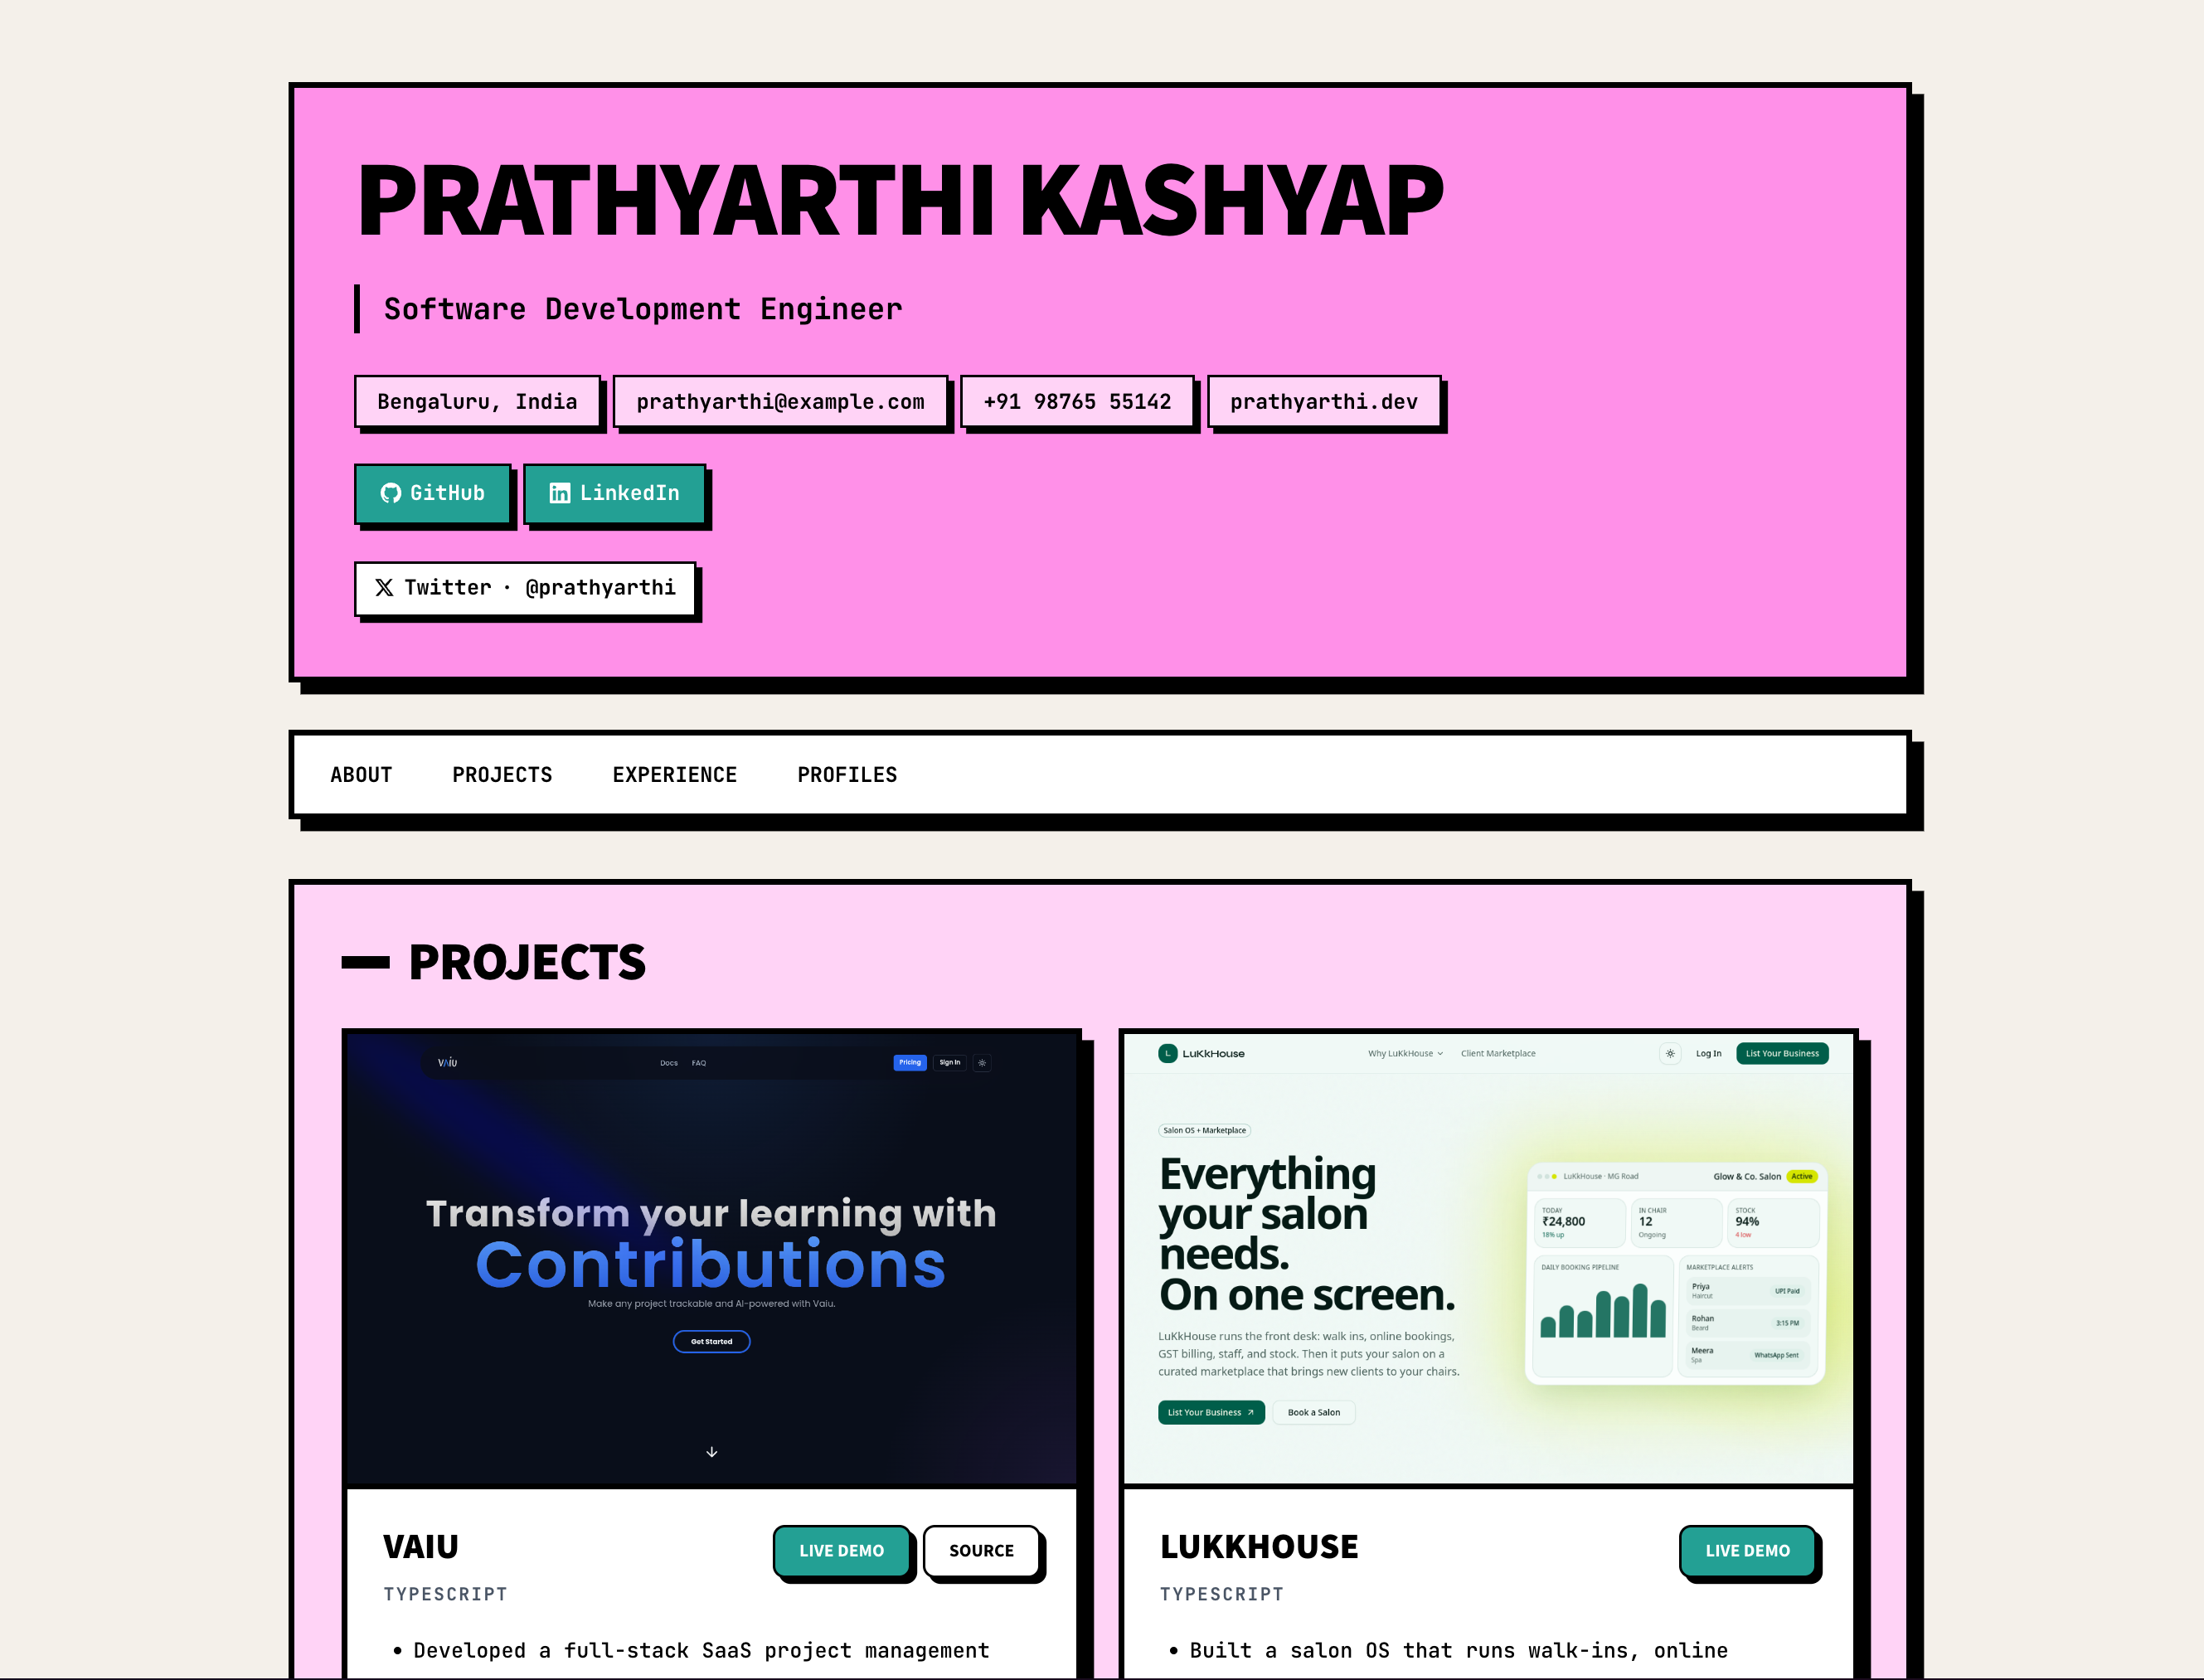 PRATHYARTHI KASHYAP
Software Development Engineer
Bengaluru, India
prathyarthi@example.com
+91 98765 55142
prathyarthi.dev
GitHub
LinkedIn
Twitter · @prathyarthi
ABOUT
PROJECTS
EXPERIENCE
PROFILES
PROJECTS
VAIU
Docs
FAQ
Pricing
Sign In
Transform your learning with
Contributions
Make any project trackable and AI-powered with Vaiu.
Get Started
VAIU
LIVE DEMO
SOURCE
TYPESCRIPT
• Developed a full-stack SaaS project management
L
LuKkHouse
Why LuKkHouse
Client Marketplace
Log In
List Your Business
Salon OS + Marketplace
Everything
your salon
needs.
On one screen.
LuKkHouse runs the front desk: walk ins, online bookings,
GST billing, staff, and stock. Then it puts your salon on a
curated marketplace that brings new clients to your chairs.
List Your Business
Book a Salon
LuKkHouse · MG Road
Glow & Co. Salon
Active
TODAY
₹24,800
18% up
IN CHAIR
12
Ongoing
STOCK
94%
4 low
DAILY BOOKING PIPELINE
MARKETPLACE ALERTS
Priya
Haircut
UPI Paid
Rohan
Beard
3:15 PM
Meera
Spa
WhatsApp Sent
LUKKHOUSE
LIVE DEMO
TYPESCRIPT
• Built a salon OS that runs walk-ins, online